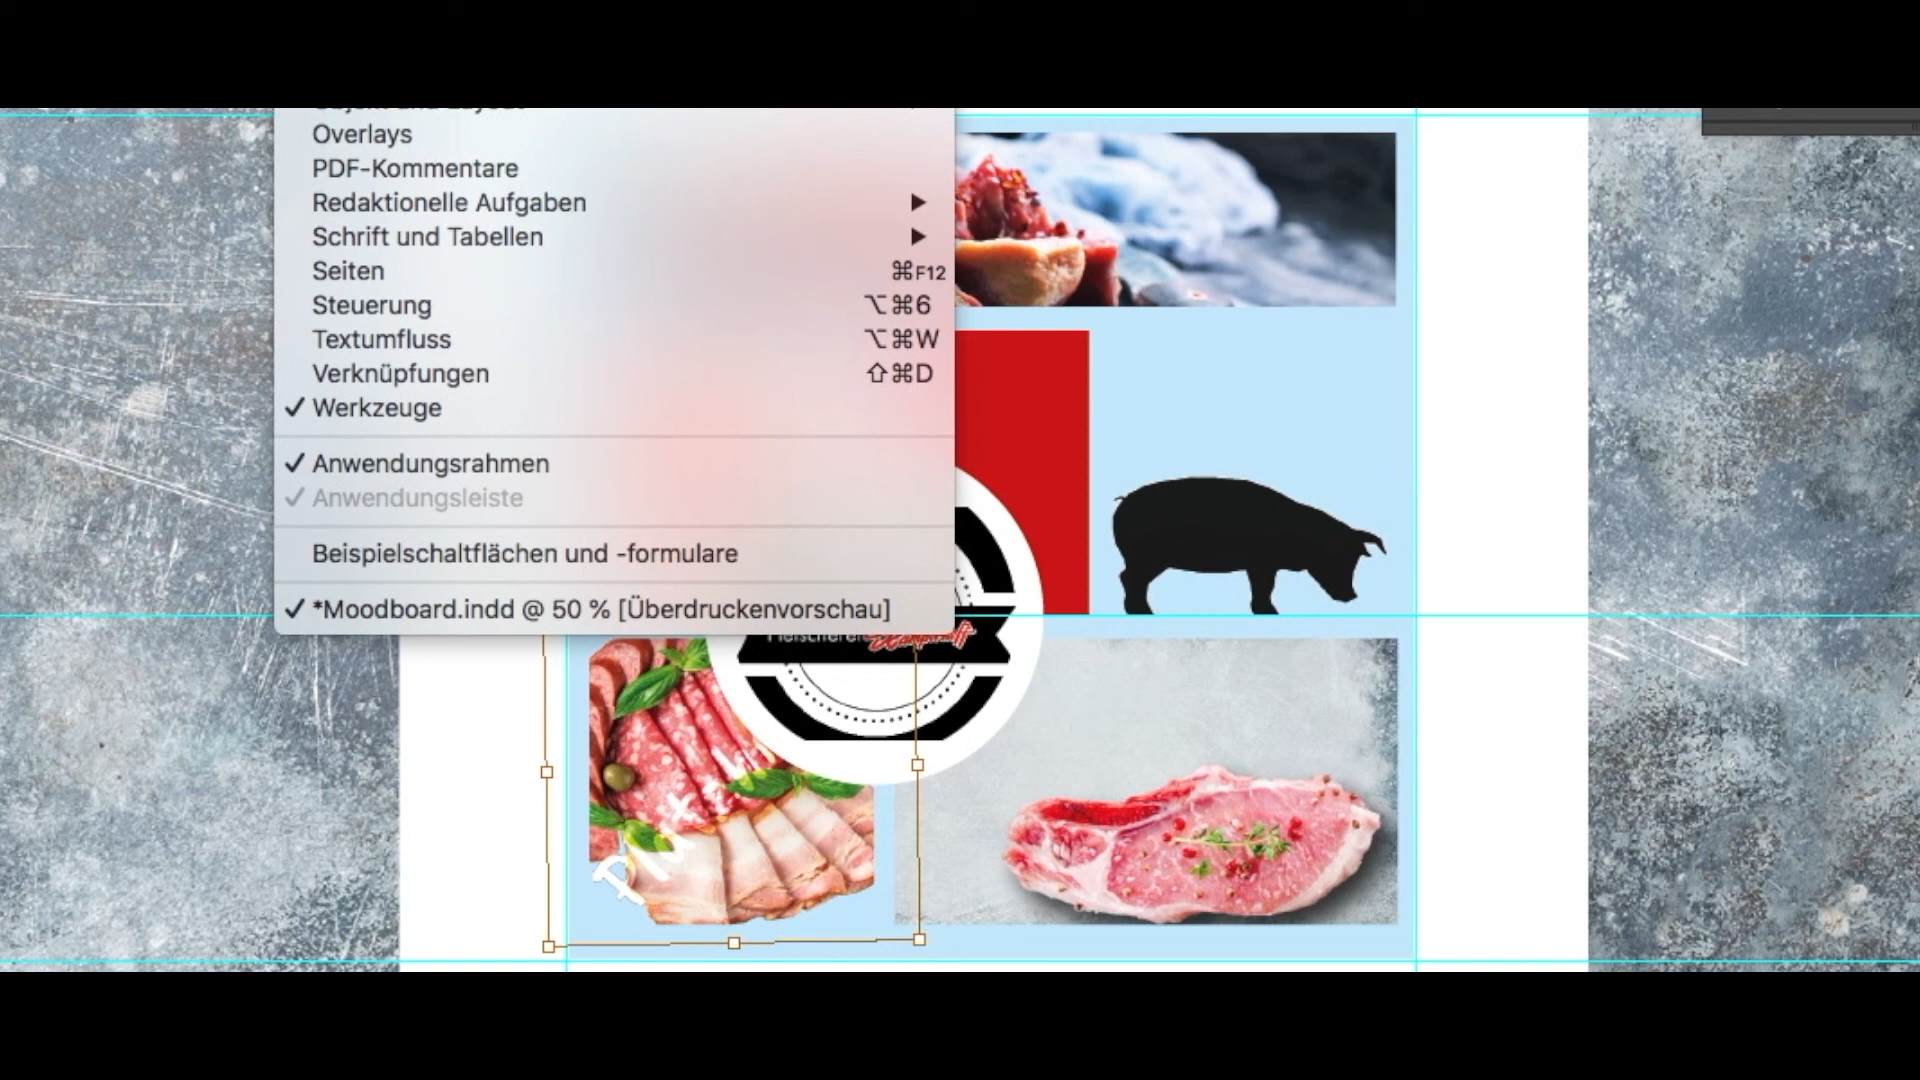 Overlays
PDF-Kommentare
Redaktionelle Aufgaben ▶
Schrift und Tabellen ▶
Seiten ⌘F12
Steuerung ⌥⌘6
Textumfluss ⌥⌘W
Verknüpfungen ⇧⌘D
✓ Werkzeuge
✓ Anwendungsrahmen
✓ Anwendungsleiste
Beispielschaltflächen und -formulare
✓ *Moodboard.indd @ 50 % [Überdruckenvorschau]